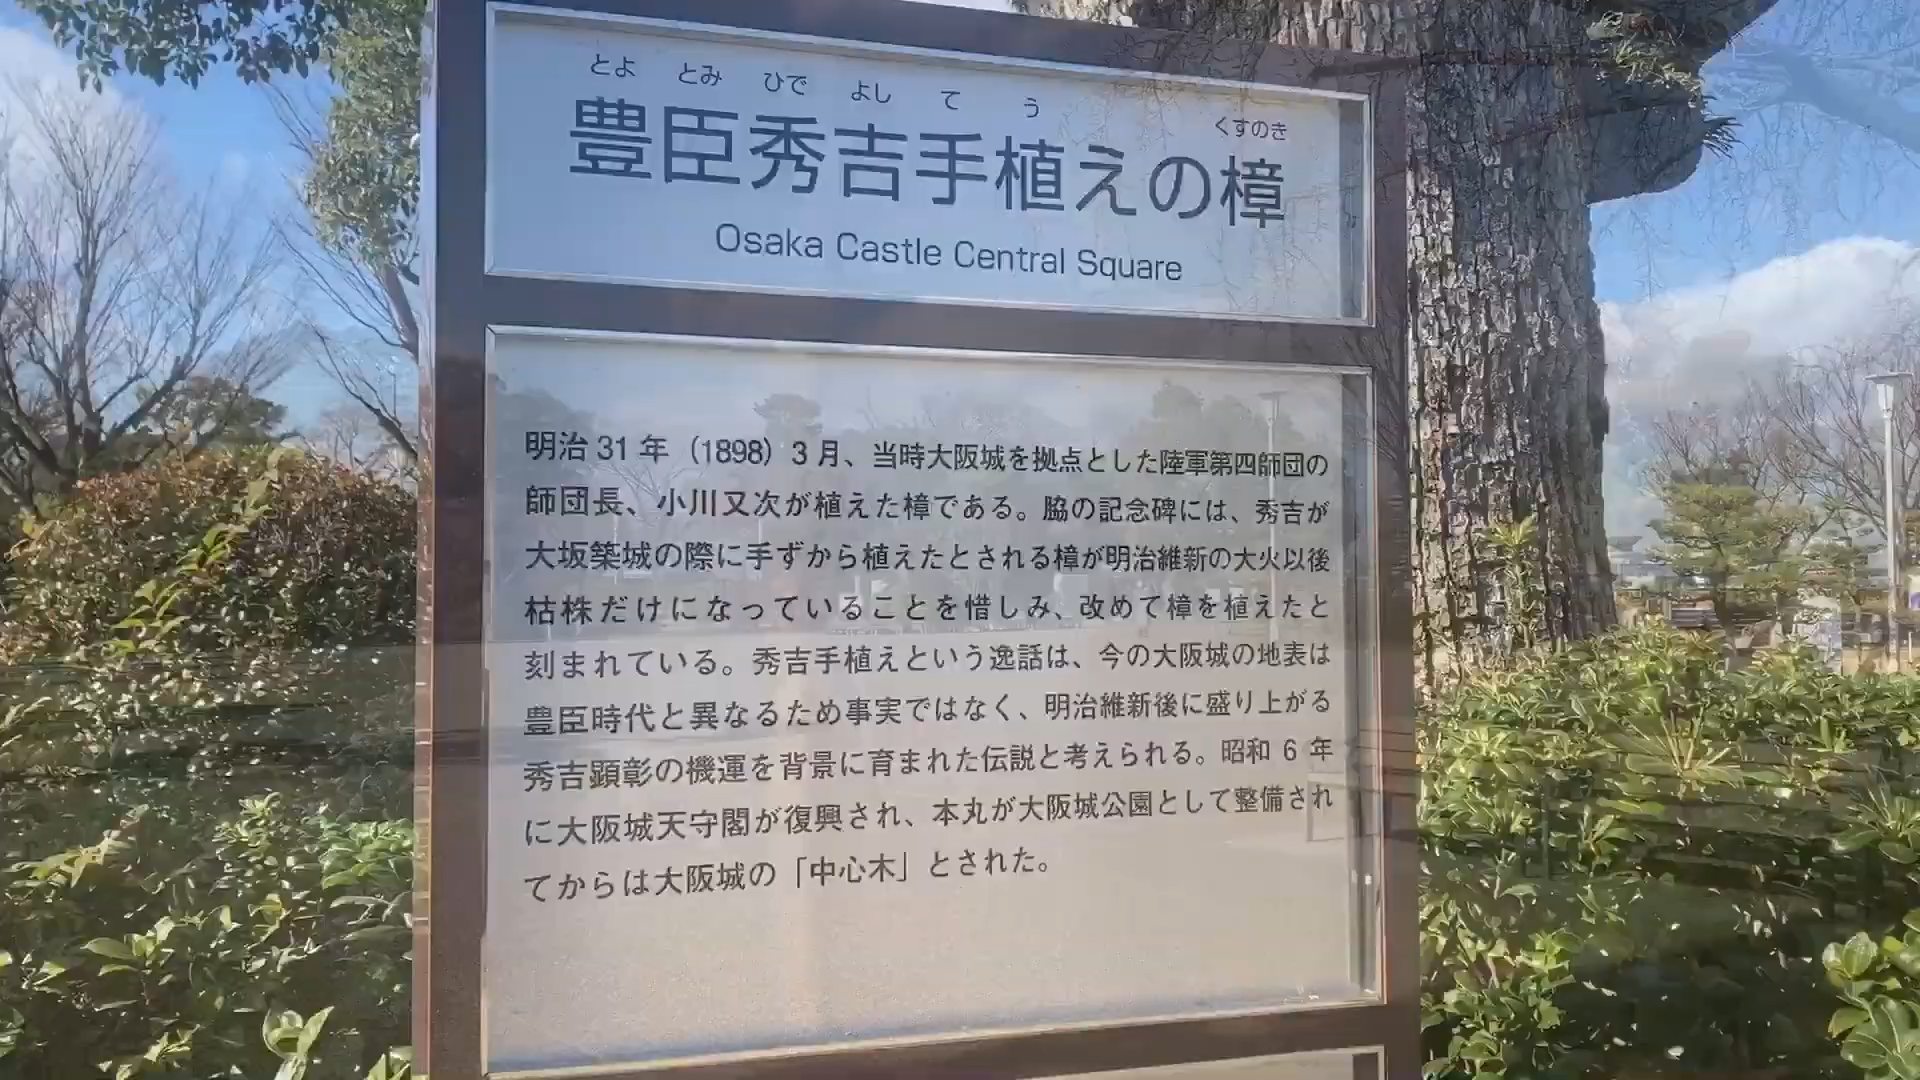 とよ とみ ひで よし て う くすのき
豊臣秀吉手植えの樟
Osaka Castle Central Square
明治 31 年（1898）3 月、当時大阪城を拠点とした陸軍第四師団の
師団長、小川又次が植えた樟である。脇の記念碑には、秀吉が
大坂築城の際に手ずから植えたとされる樟が明治維新の大火以後
枯株だけになっていることを惜しみ、改めて樟を植えたと
刻まれている。秀吉手植えという逸話は、今の大阪城の地表は
豊臣時代と異なるため事実ではなく、明治維新後に盛り上がる
秀吉顕彰の機運を背景に育まれた伝説と考えられる。昭和 6 年
に大阪城天守閣が復興され、本丸が大阪城公園として整備され
てからは大阪城の「中心木」とされた。